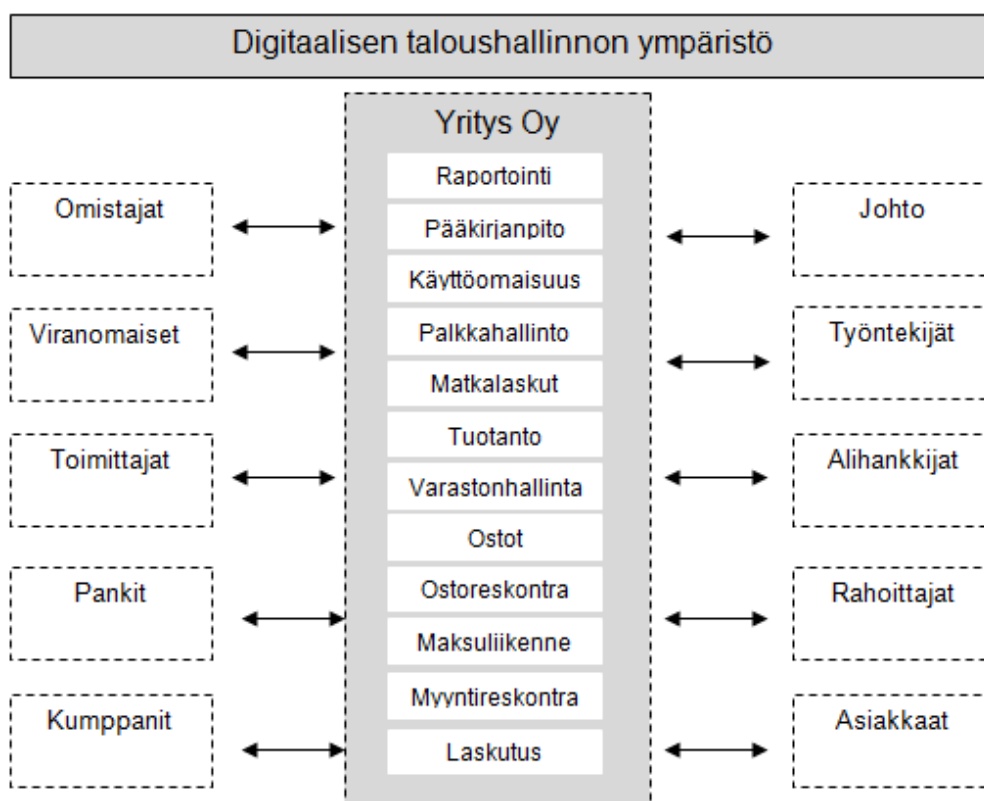 Digitaalisen taloushallinnon ympäristö
Yritys Oy
Raportointi
Pääkirjanpito
Käyttöomaisuus
Palkkahallinto
Matkalaskut
Tuotanto
Varastonhallinta
Ostot
Ostoreskontra
Maksuliikenne
Myyntireskontra
Laskutus
Omistajat
Viranomaiset
Toimittajat
Pankit
Kumppanit
Johto
Työntekijät
Alihankkijat
Rahoittajat
Asiakkaat